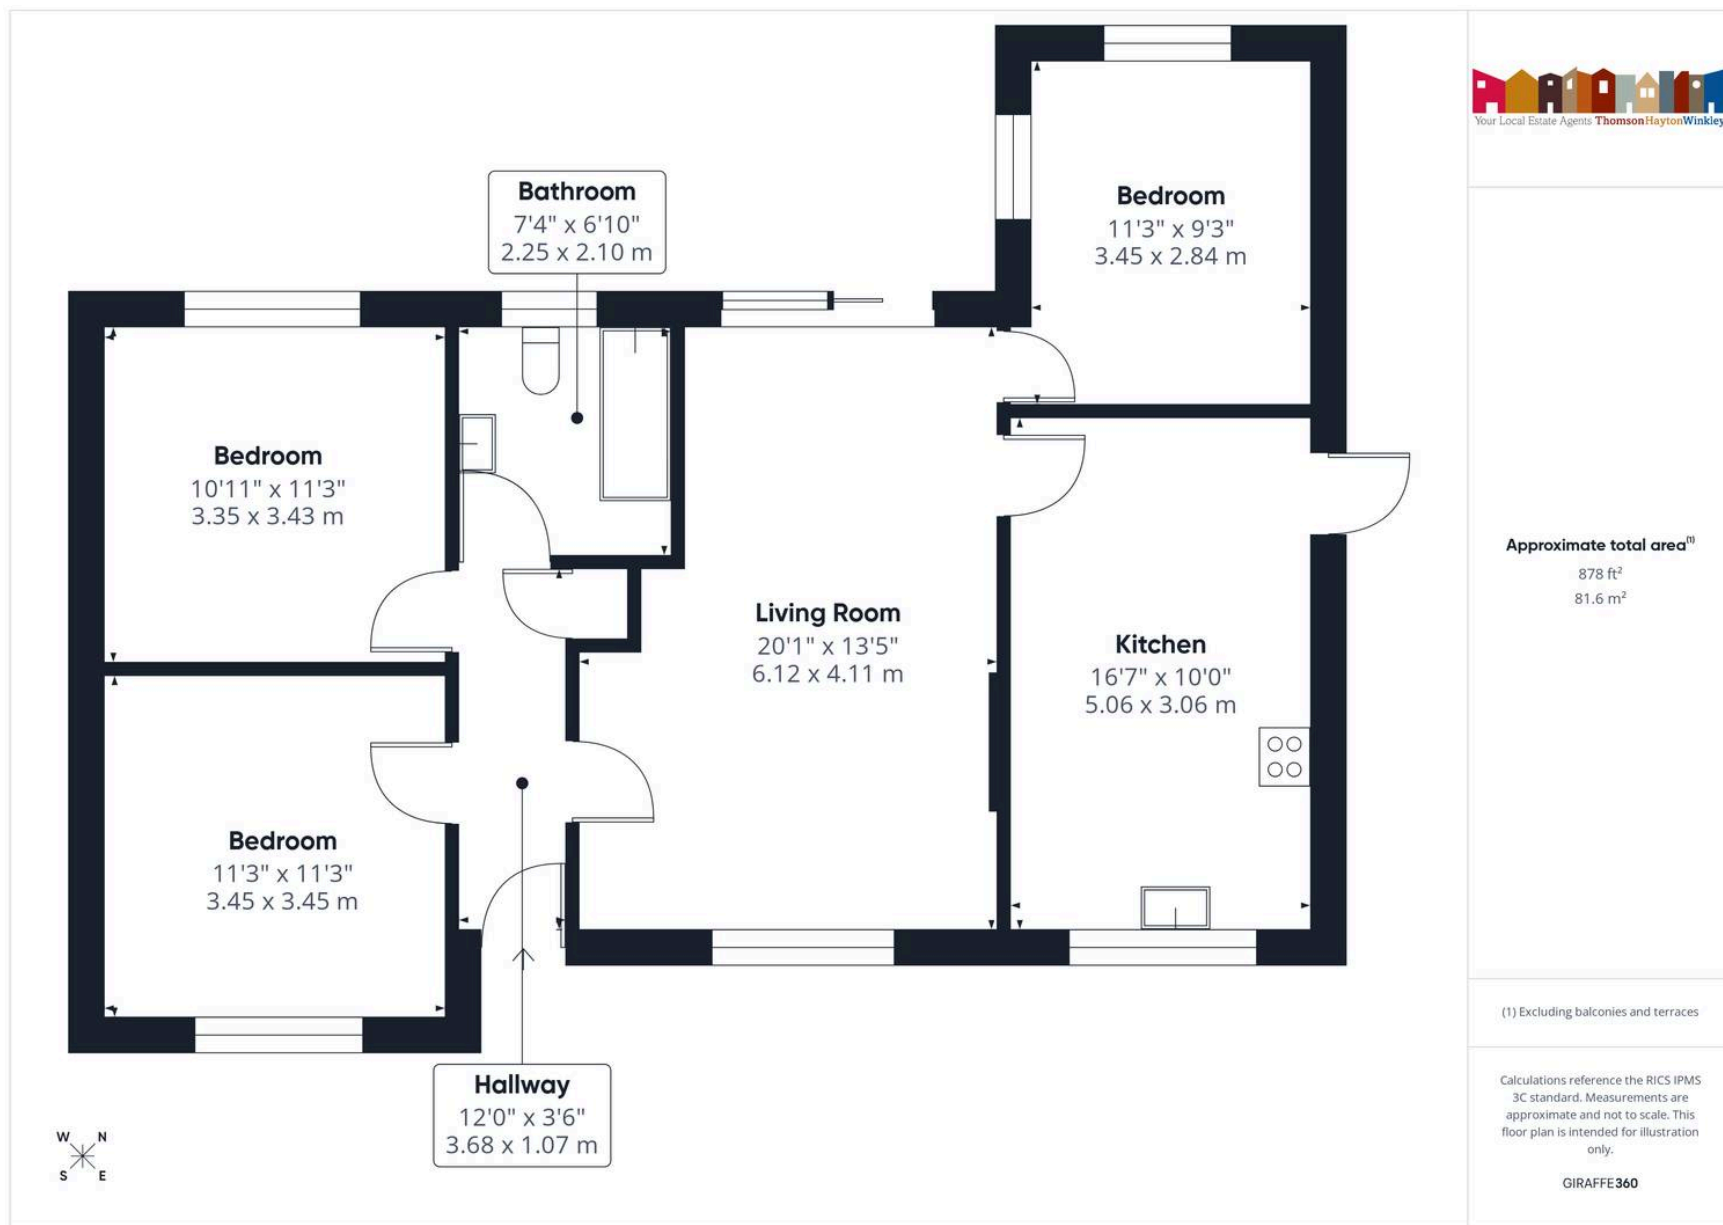 Bathroom
7'4" x 6'10"
2.25 x 2.10 m
Bedroom
11'3" x 9'3"
3.45 x 2.84 m
Bedroom
10'11" x 11'3"
3.35 x 3.43 m
Living Room
20'1" x 13'5"
6.12 x 4.11 m
Kitchen
16'7" x 10'0"
5.06 x 3.06 m
Bedroom
11'3" x 11'3"
3.45 x 3.45 m
Hallway
12'0" x 3'6"
3.68 x 1.07 m
W N
S E
Your Local Estate Agents ThomsonHaytonWinkley
Approximate total area⁽¹⁾
878 ft²
81.6 m²
(1) Excluding balconies and terraces
Calculations reference the RICS IPMS
3C standard. Measurements are
approximate and not to scale. This
floor plan is intended for illustration
only.
GIRAFFE360